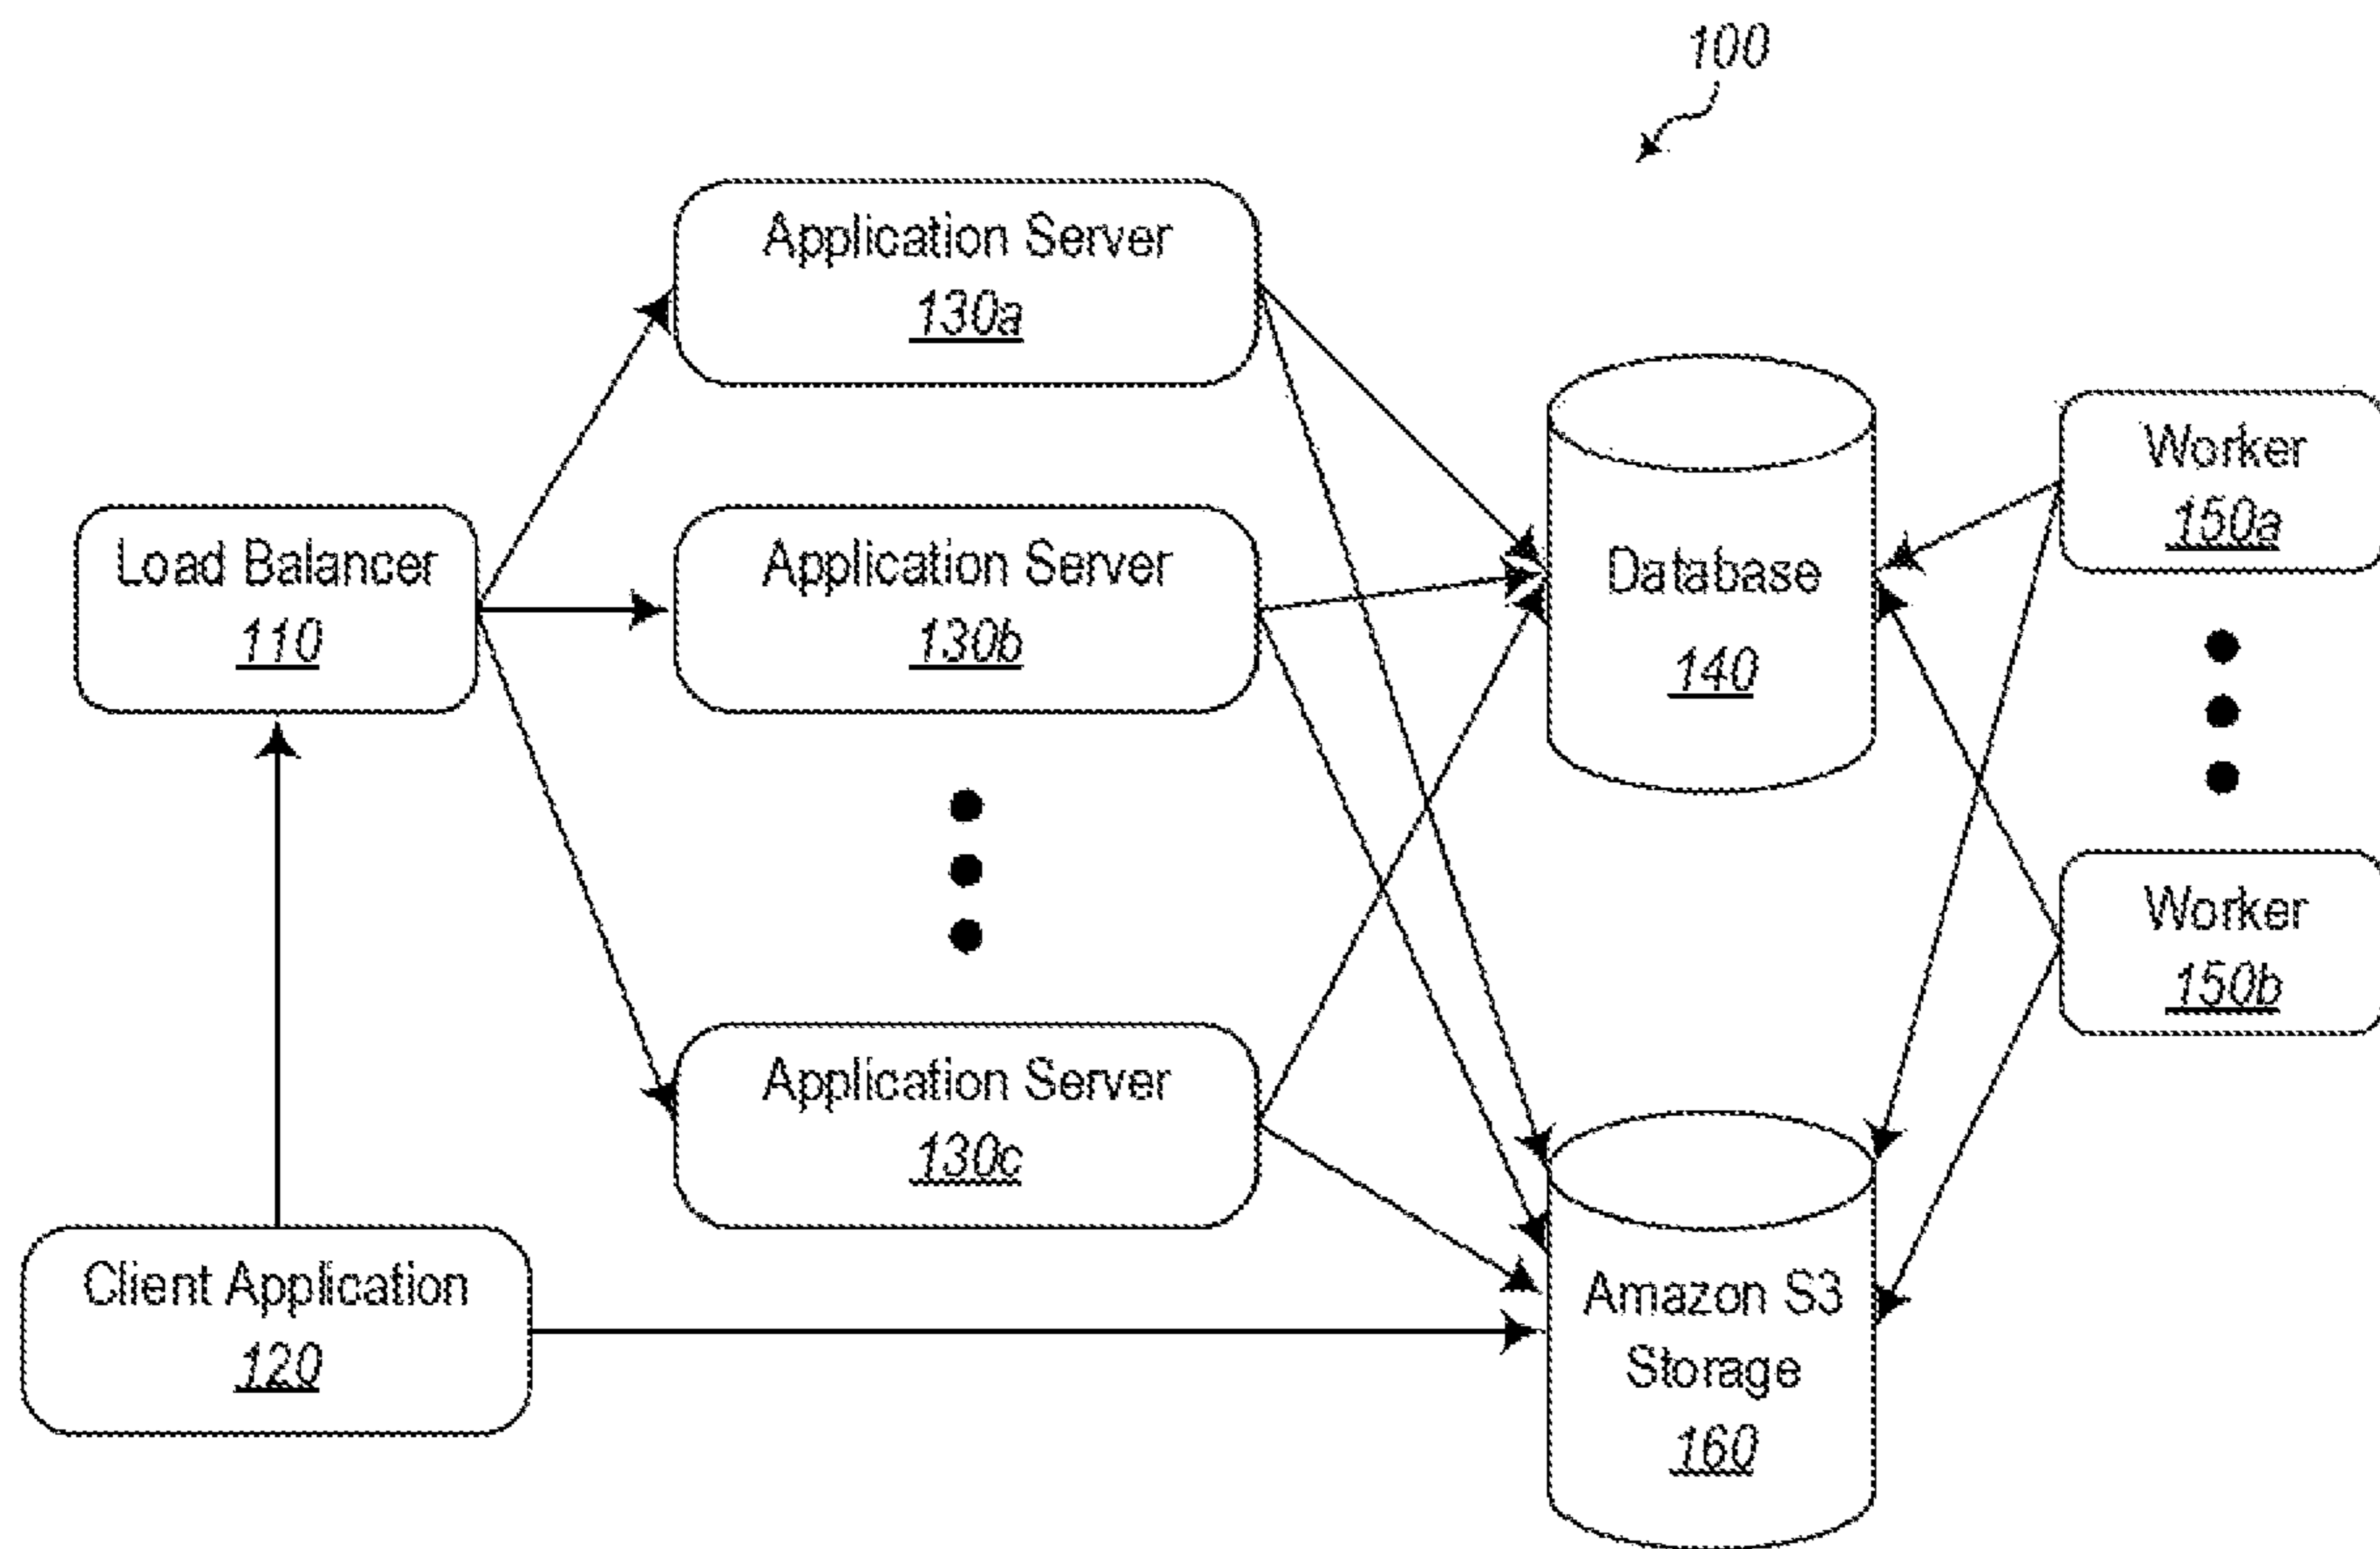 100
Application Server
130a
Load Balancer
110
Application Server
130b
Database
140
Worker
150a
Worker
150b
Application Server
130c
Client Application
120
Amazon S3
Storage
160